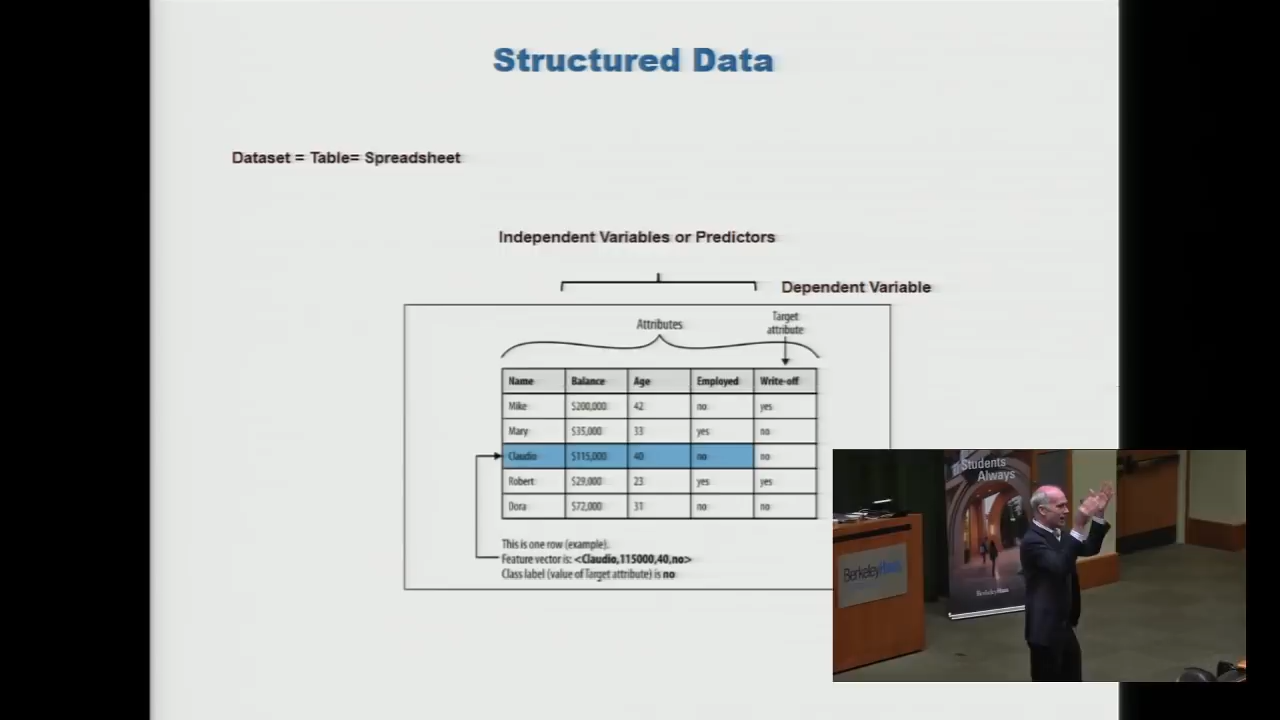 Structured Data
Dataset = Table= Spreadsheet
Independent Variables or Predictors
Dependent Variable
Attributes
Target
attribute
Name Balance Age Employed Write-off
Mike $200,000 42 no yes
Mary $35,000 33 yes no
Claudio $115,000 40 no no
Robert $29,000 23 yes yes
Dora $72,000 31 no no
This is one row (example).
Feature vector is: <Claudio,115000,40,no>
Class label (value of Target attribute) is no
Students
Always
BerkeleyHaas
BerkeleyHaas